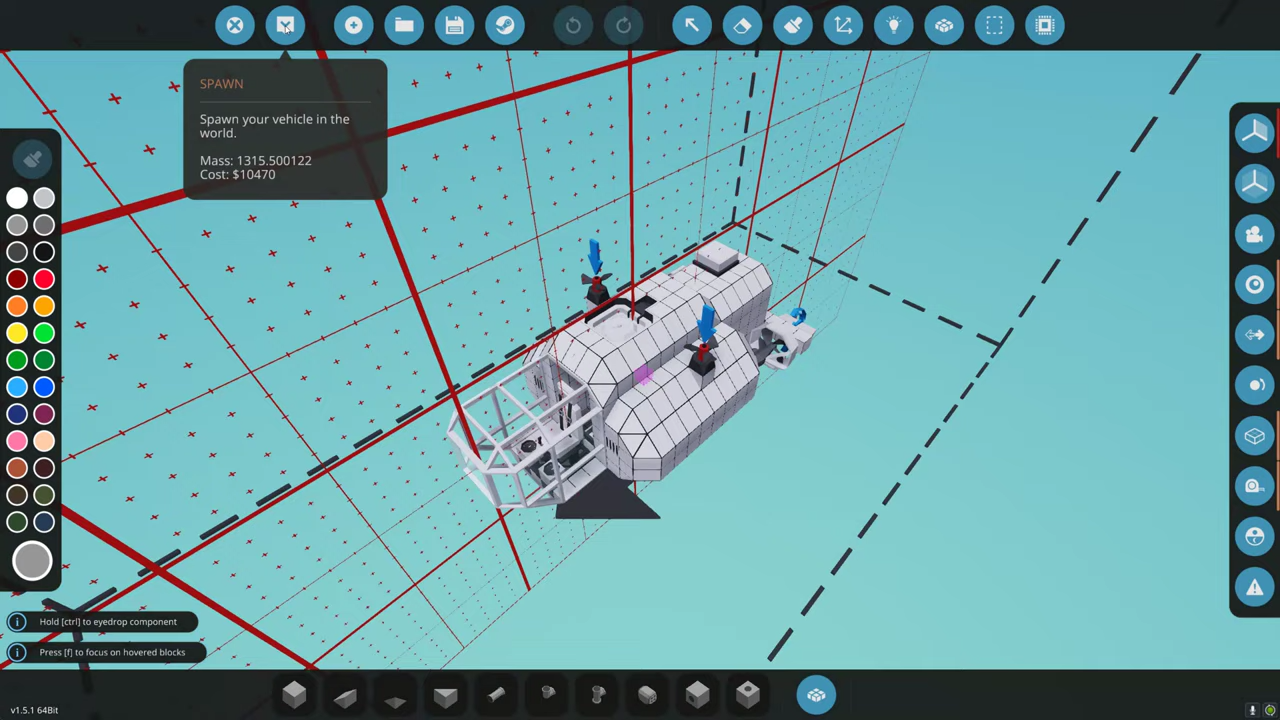 SPAWN
Spawn your vehicle in the
world.
Mass: 1315.500122
Cost: $10470
Hold [ctrl] to eyedrop component
Press [f] to focus on hovered blocks
v1.5.1 64Bit